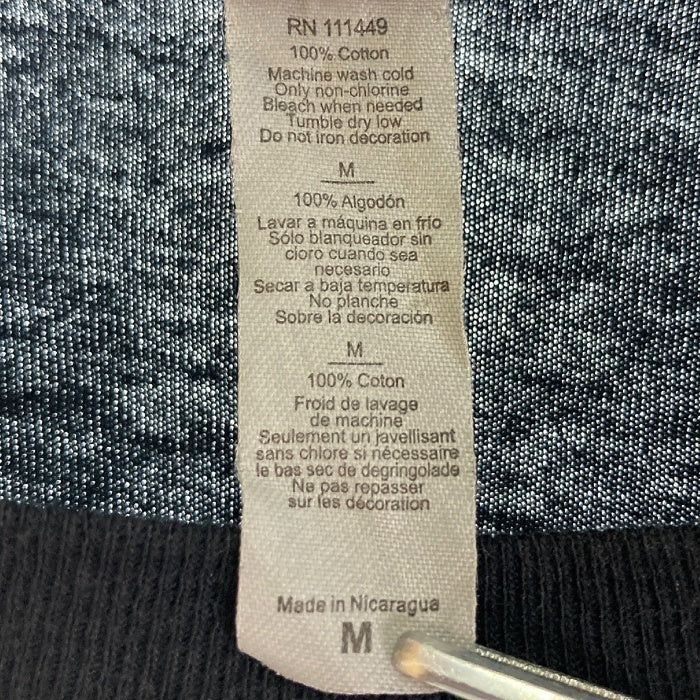 RN 111449
100% Cotton
Machine wash cold
Only non-chlorine
Bleach when needed
Tumble dry low
Do not iron decoration
M
100% Algodón
Lavar a máquina en frío
Sólo blanqueador sin
cloro cuando sea
necesario
Secar a baja temperatura
No planche
Sobre la decoración
M
100% Coton
Froid de lavage
de machine
Seulement un javellisant
sans chlore si nécessaire
le bas sec de degringolade
Ne pas repasser
sur les décoration
Made in Nicaragua
M